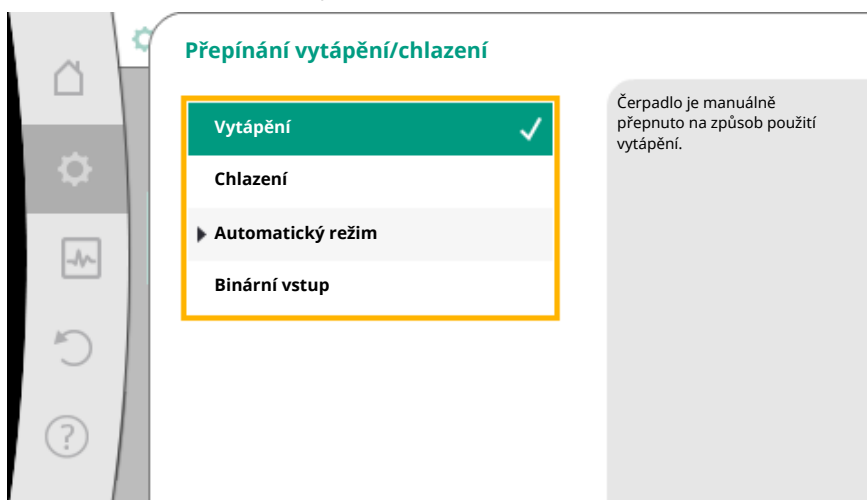 Přepínání vytápění/chlazení
Vytápění
Chlazení
Automatický režim
Binární vstup
Čerpadlo je manuálně
přepnuto na způsob použití
vytápění.
?